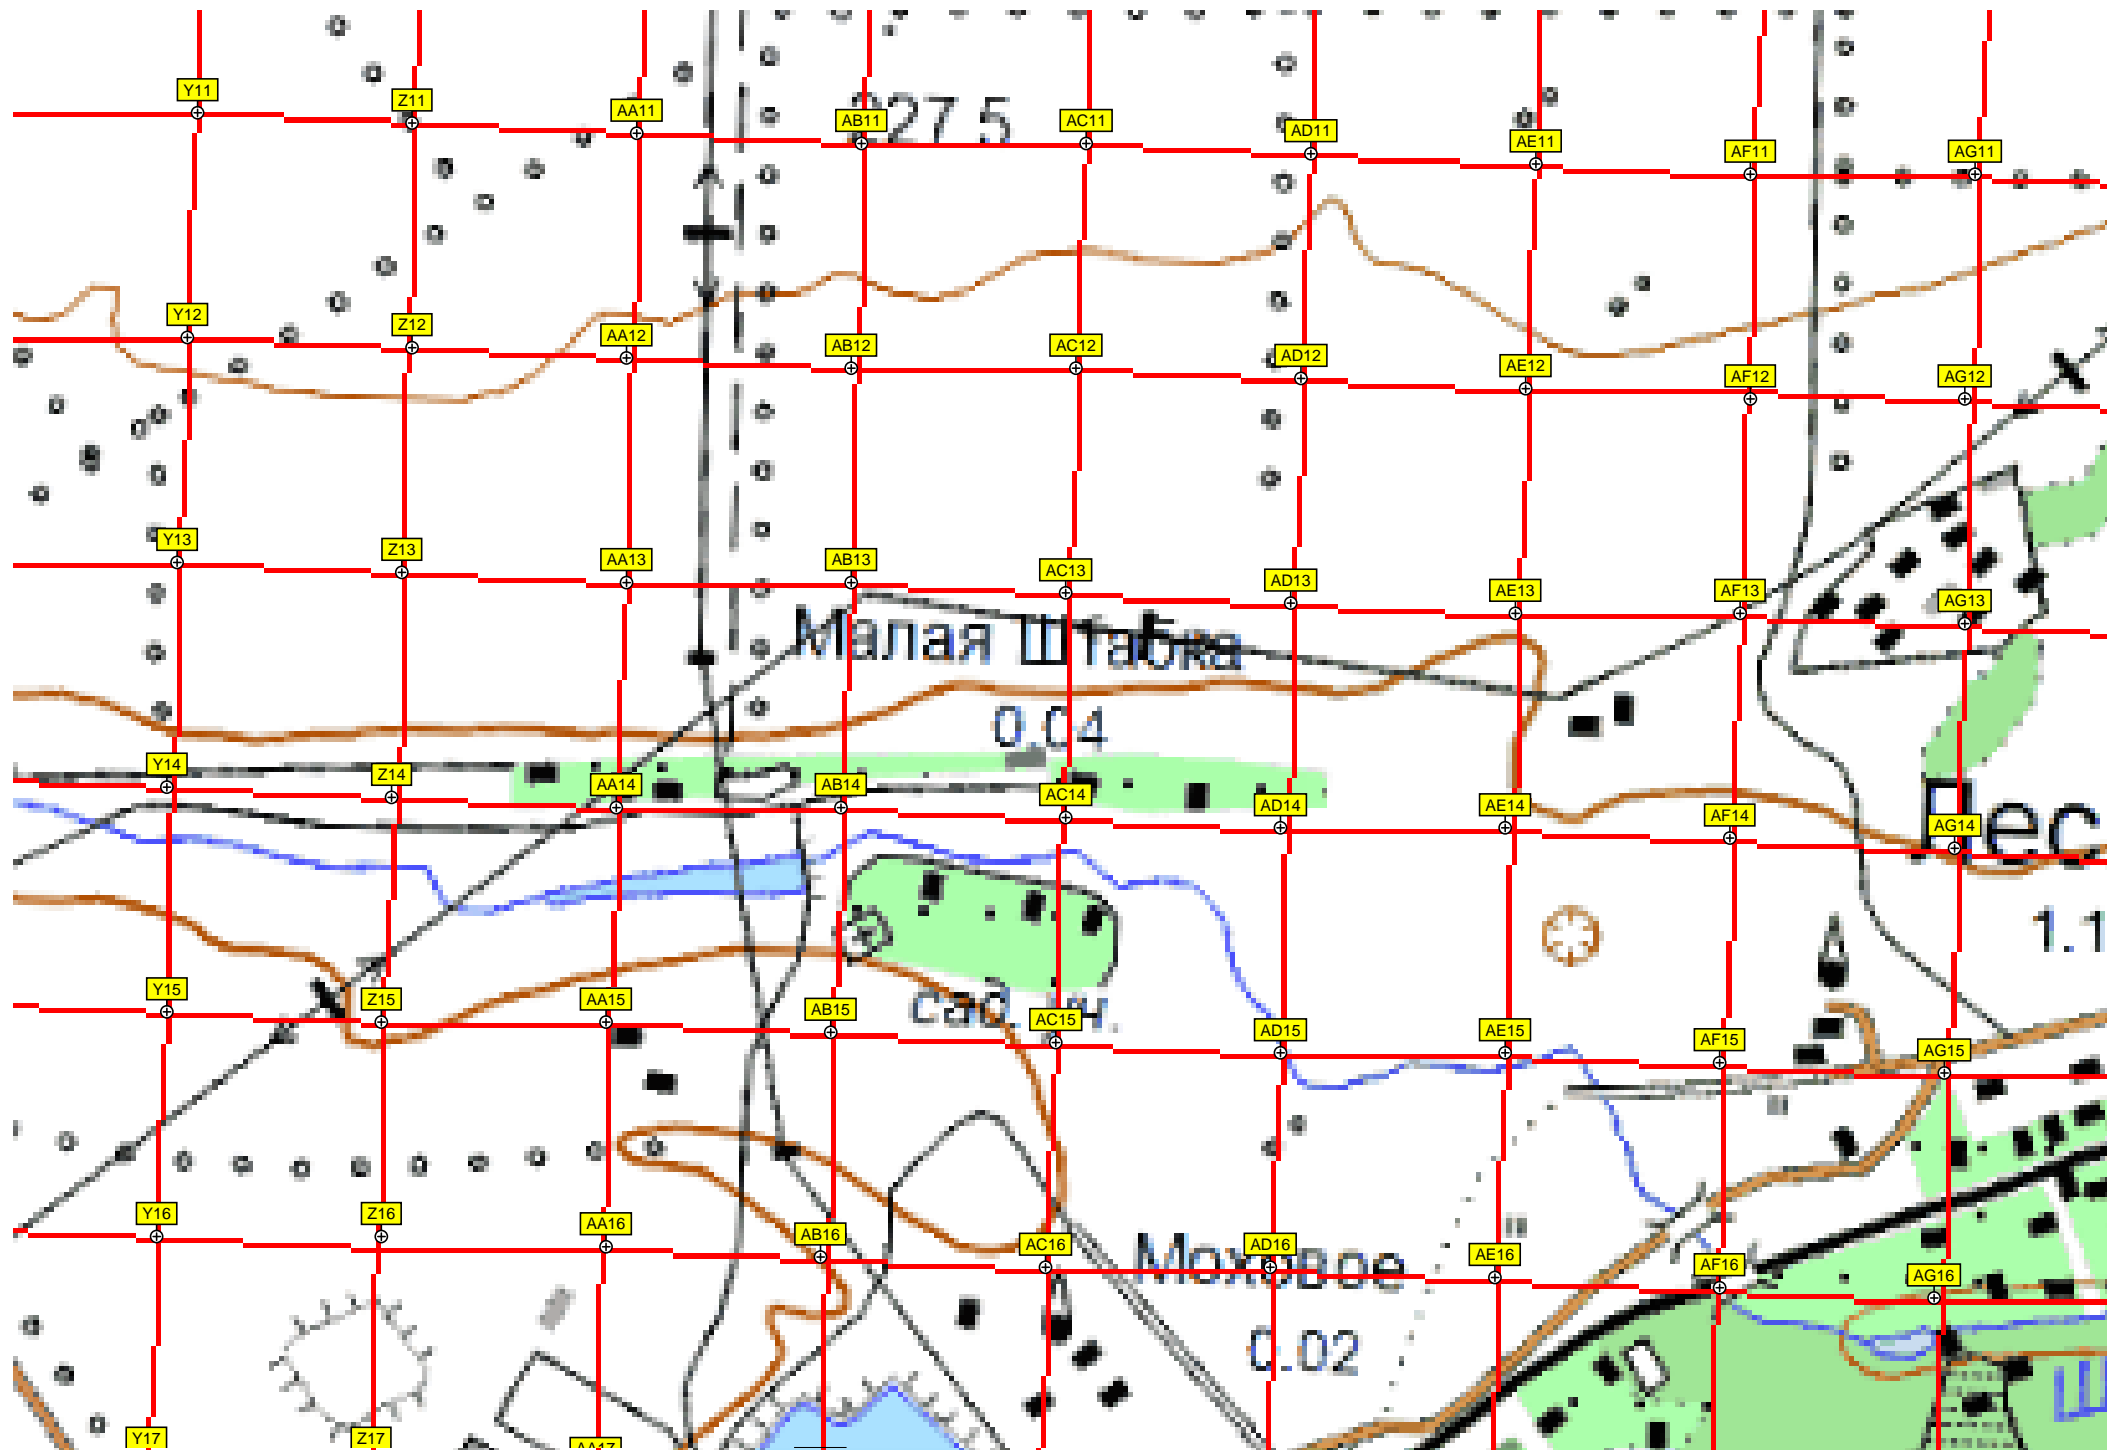 Y11 Z11 AA11 AB11 AC11 AD11 AE11 AF11 AG11
227.5
Y12 Z12 AA12 AB12 AC12 AD12 AE12 AF12 AG12
Y13 Z13 AA13 AB13 AC13 AD13 AE13 AF13 AG13
Малая Штабка
0.04
Y14 Z14 AA14 AB14 AC14 AD14 AE14 AF14 AG14
Пес
1.1
сад. уч.
Y15 Z15 AA15 AB15 AC15 AD15 AE15 AF15 AG15
Y16 Z16 AA16 AB16 AC16 AD16 AE16 AF16 AG16
Моховое
0.02
Ш
Y17 Z17 AA17